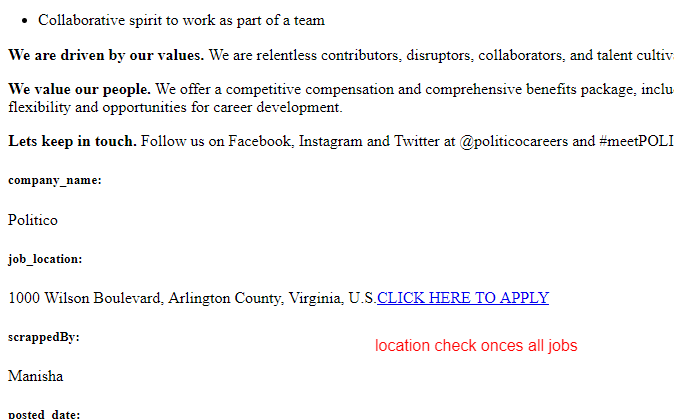 Collaborative spirit to work as part of a team
We are driven by our values. We are relentless contributors, disruptors, collaborators, and talent cultiv
We value our people. We offer a competitive compensation and comprehensive benefits package, inclu
flexibility and opportunities for career development.
Lets keep in touch. Follow us on Facebook, Instagram and Twitter at @politicocareers and #meetPOLI
company_name:
Politico
job_location:
1000 Wilson Boulevard, Arlington County, Virginia, U.S.CLICK HERE TO APPLY
scrappedBy:
location check onces all jobs
Manisha
posted_date: